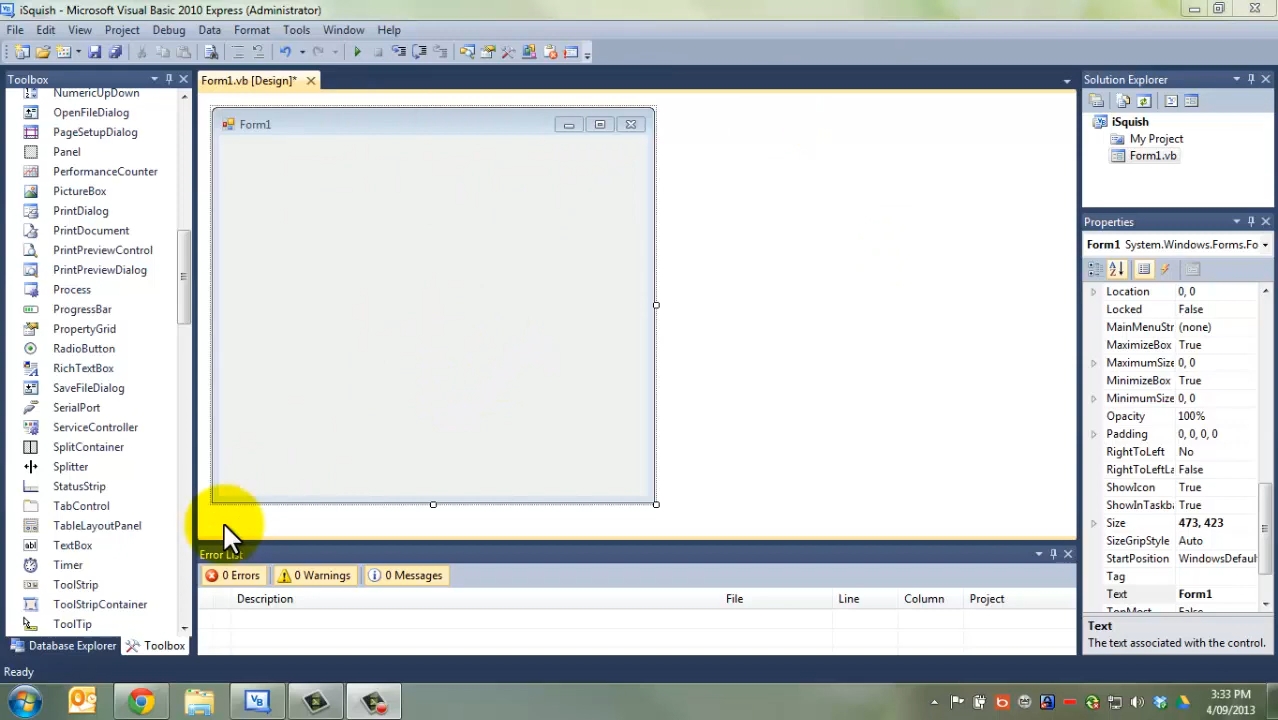 iSquish - Microsoft Visual Basic 2010 Express (Administrator)
File Edit View Project Debug Data Format Tools Window Help
Toolbox
NumericUpDown
OpenFileDialog
PageSetupDialog
Panel
PerformanceCounter
PictureBox
PrintDialog
PrintDocument
PrintPreviewControl
PrintPreviewDialog
Process
ProgressBar
PropertyGrid
RadioButton
RichTextBox
SaveFileDialog
SerialPort
ServiceController
SplitContainer
Splitter
StatusStrip
TabControl
TableLayoutPanel
TextBox
Timer
ToolStrip
ToolStripContainer
ToolTip
Database Explorer Toolbox
Form1.vb [Design]*
Form1
Error List
0 Errors 0 Warnings 0 Messages
Description File Line Column Project
Solution Explorer
iSquish
My Project
Form1.vb
Properties
Form1 System.Windows.Forms.Fo
Location 0, 0
Locked False
MainMenuStr (none)
MaximizeBox True
MaximumSize 0, 0
MinimizeBox True
MinimumSize 0, 0
Opacity 100%
Padding 0, 0, 0, 0
RightToLeft No
RightToLeftLa False
ShowIcon True
ShowInTaskba True
Size 473, 423
SizeGripStyle Auto
StartPosition WindowsDefaul
Tag
Text Form1
TopMost False
Text
The text associated with the control.
Ready
3:33 PM
4/09/2013